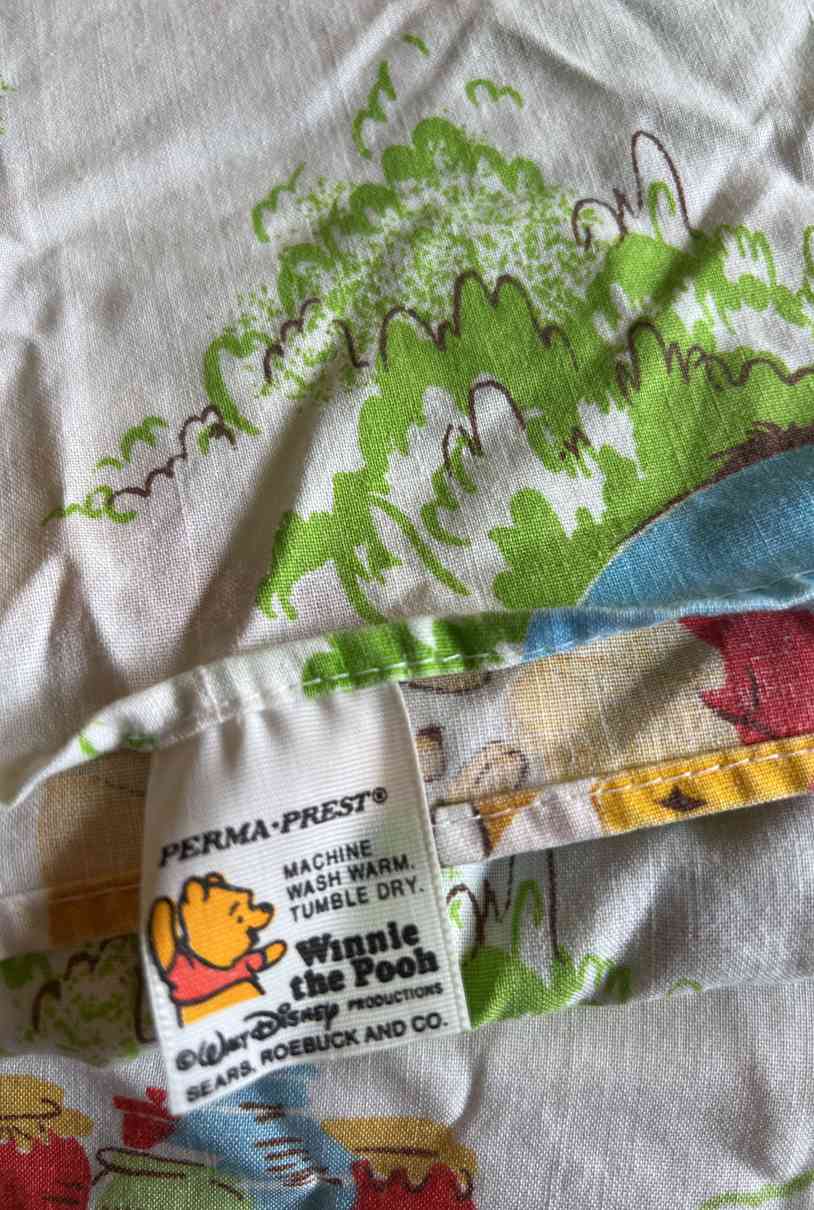 PERMA·PREST®
MACHINE
WASH WARM.
TUMBLE DRY.
Winnie
the Pooh
©Walt Disney PRODUCTIONS
SEARS, ROEBUCK AND CO.